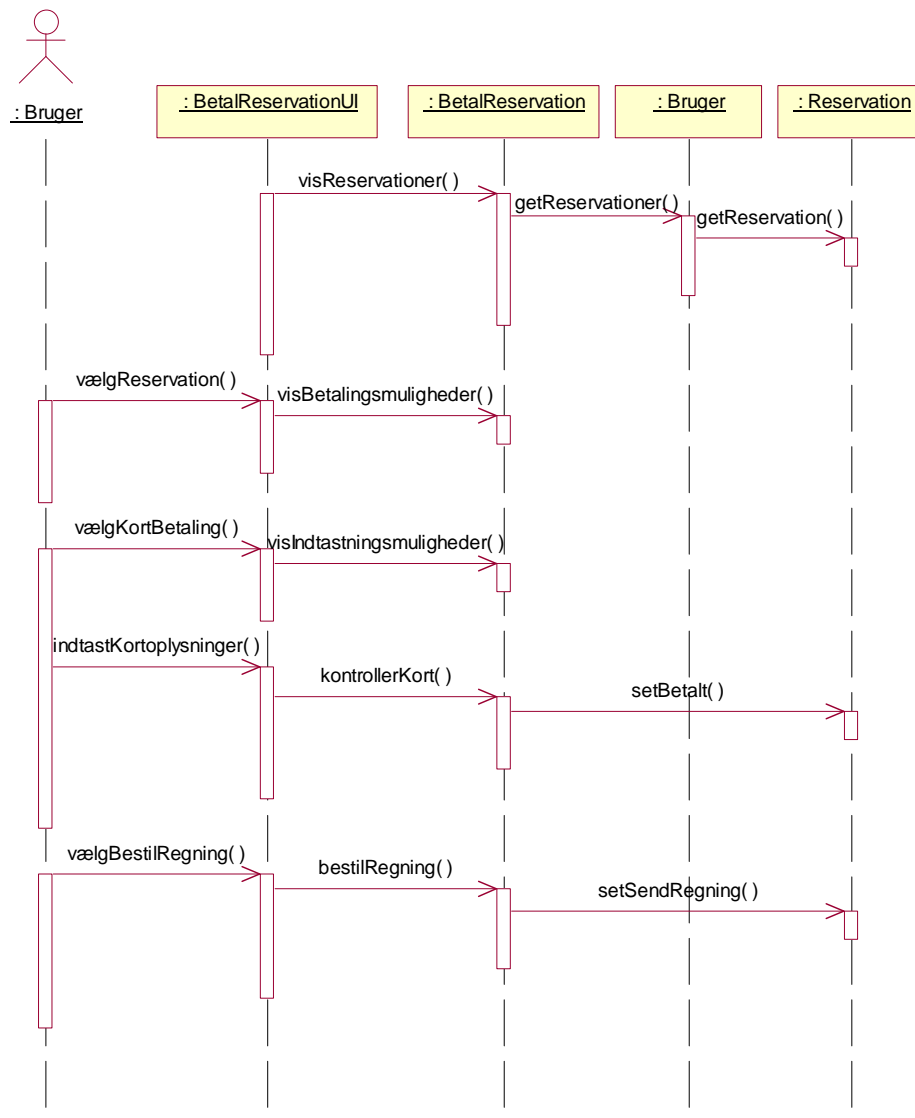 : Bruger
: BetalReservationUI
: BetalReservation
: Bruger
: Reservation
visReservationer( )
getReservationer( )
getReservation( )
vælgReservation( )
visBetalingsmuligheder( )
vælgKortBetaling( )
visIndtastningsmuligheder( )
indtastKortoplysninger( )
kontrollerKort( )
setBetalt( )
vælgBestilRegning( )
bestilRegning( )
setSendRegning( )